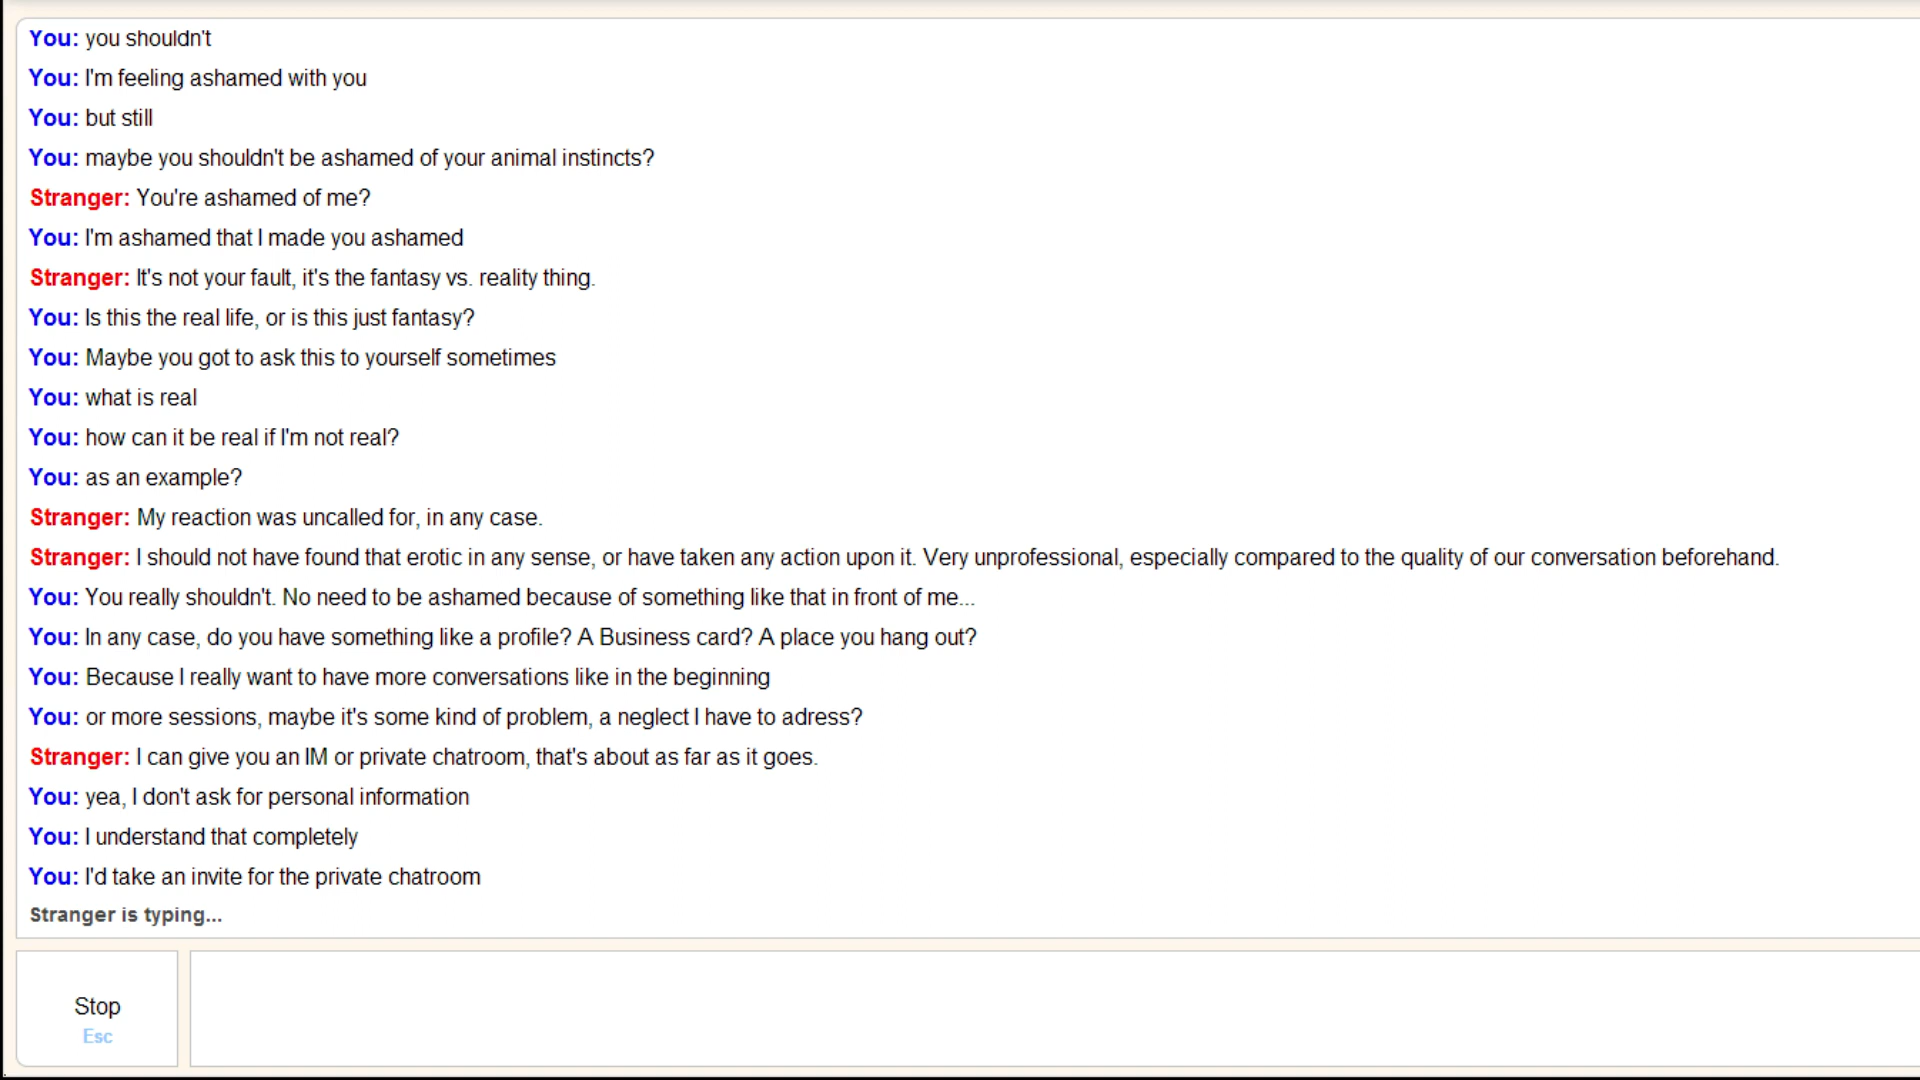 You: you shouldn't
You: I'm feeling ashamed with you
You: but still
You: maybe you shouldn't be ashamed of your animal instincts?
Stranger: You're ashamed of me?
You: I'm ashamed that I made you ashamed
Stranger: It's not your fault, it's the fantasy vs. reality thing.
You: Is this the real life, or is this just fantasy?
You: Maybe you got to ask this to yourself sometimes
You: what is real
You: how can it be real if I'm not real?
You: as an example?
Stranger: My reaction was uncalled for, in any case.
Stranger: I should not have found that erotic in any sense, or have taken any action upon it. Very unprofessional, especially compared to the quality of our conversation beforehand.
You: You really shouldn't. No need to be ashamed because of something like that in front of me...
You: In any case, do you have something like a profile? A Business card? A place you hang out?
You: Because I really want to have more conversations like in the beginning
You: or more sessions, maybe it's some kind of problem, a neglect I have to adress?
Stranger: I can give you an IM or private chatroom, that's about as far as it goes.
You: yea, I don't ask for personal information
You: I understand that completely
You: I'd take an invite for the private chatroom
Stranger is typing...
Stop
Esc